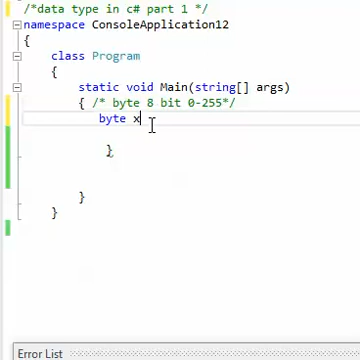 /*data type in c# part 1 */
namespace ConsoleApplication12
{
class Program
{
static void Main(string[] args)
{ /* byte 8 bit 0-255*/
byte x
}
}
}
Error List